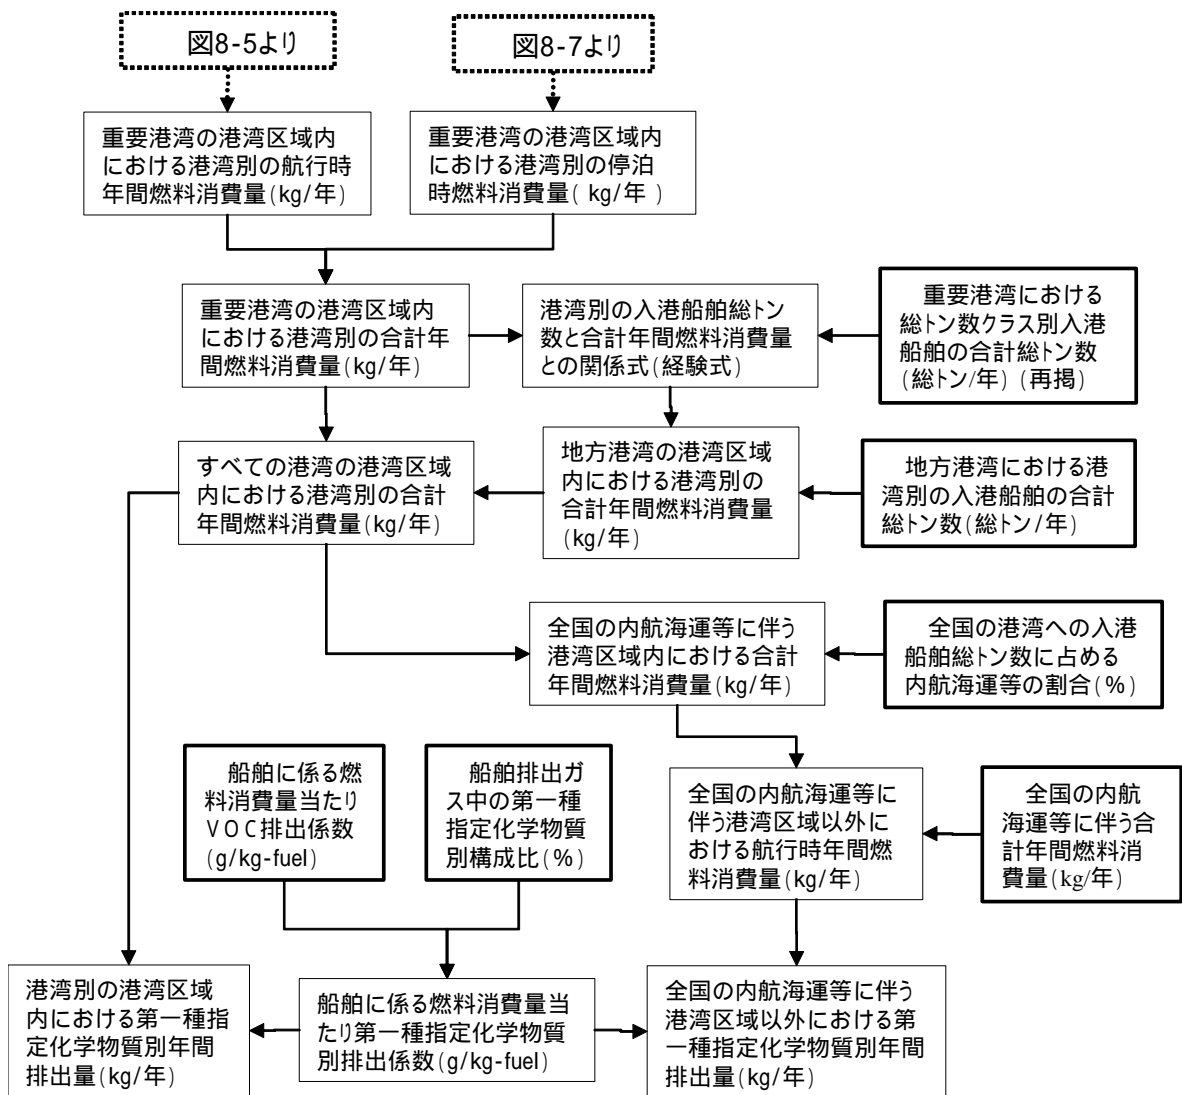 図8-5より
図8-7より
重要港湾の港湾区域内
における港湾別の航行時
年間燃料消費量(kg/年)
重要港湾の港湾区域内
における港湾別の停泊
時燃料消費量( kg/年 )
重要港湾の港湾区域内
における港湾別の合計年
間燃料消費量(kg/年)
港湾別の入港船舶総トン
数と合計年間燃料消費量
との関係式(経験式)
重要港湾における
総トン数クラス別入港
船舶の合計総トン数
(総トン/年) (再掲)
すべての港湾の港湾区域
内における港湾別の合計
年間燃料消費量(kg/年)
地方港湾の港湾区域
内における港湾別の
合計年間燃料消費量
(kg/年)
地方港湾における港
湾別の入港船舶の合計
総トン数(総トン/年)
全国の内航海運等に伴う
港湾区域内における合計
年間燃料消費量(kg/年)
全国の港湾への入港
船舶総トン数に占める
内航海運等の割合(%)
船舶に係る燃
料消費量当たり
VOC排出係数
(g/kg-fuel)
船舶排出ガ
ス中の第一種
指定化学物質
別構成比(%)
全国の内航海運等に
伴う港湾区域以外に
おける航行時年間燃
料消費量(kg/年)
全国の内航
海運等に伴う合
計年間燃料消
費量(kg/年)
港湾別の港湾区域
内における第一種指
定化学物質別年間
排出量(kg/年)
船舶に係る燃料消費量当
たり第一種指定化学物質
別排出係数(g/kg-fuel)
全国の内航海運等に伴う
港湾区域以外における第
一種指定化学物質別年間
排出量(kg/年)